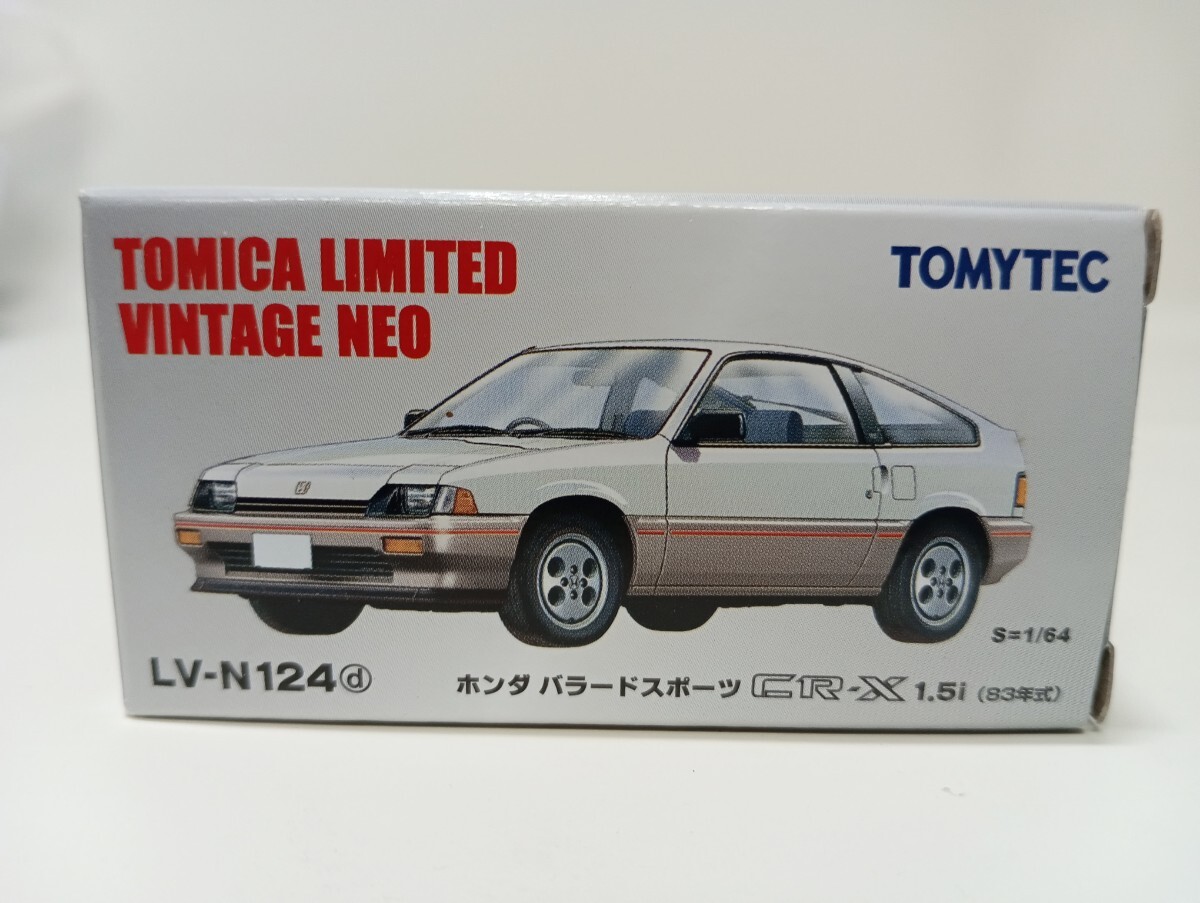 TOMICA LIMITED
VINTAGE NEO
TOMYTEC
S=1/64
LV-N124ⓓ
ホンダ バラードスポーツ CR-X 1.5i (83年式)